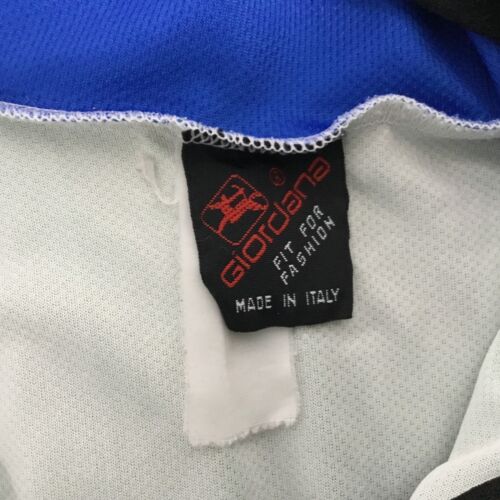 ®
GIORDANA
FIT FOR
FASHION
MADE IN ITALY